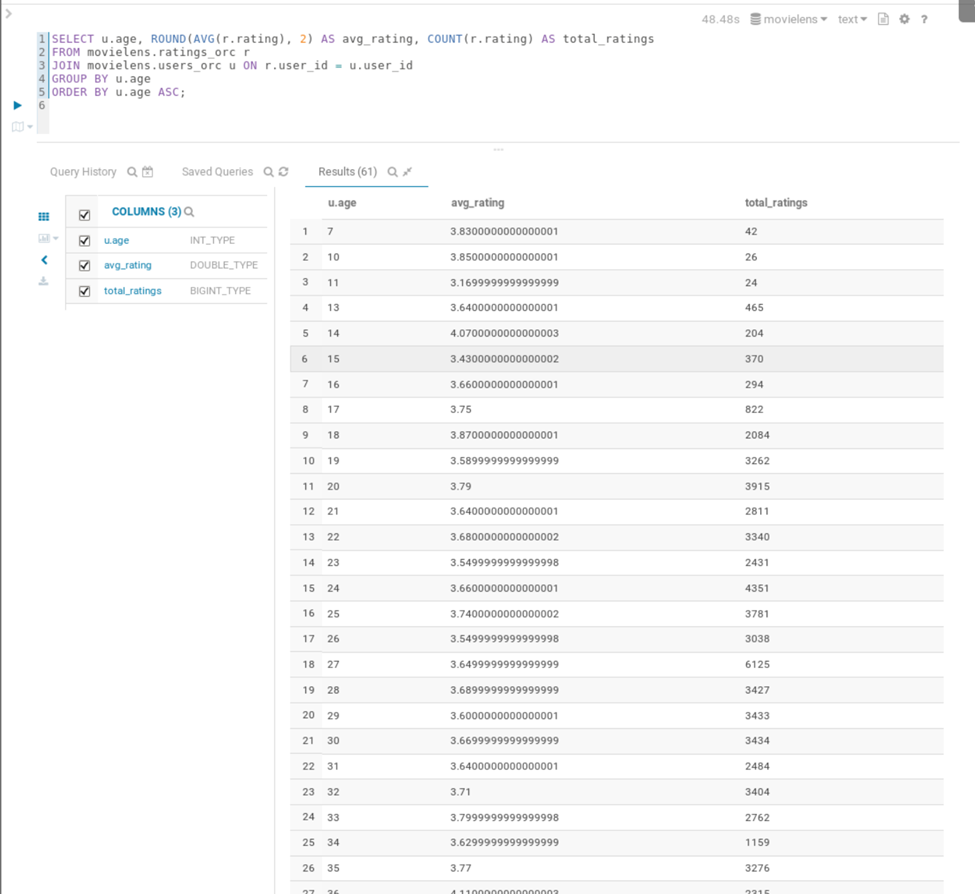 48.48s movielens text ?
1 SELECT u.age, ROUND(AVG(r.rating), 2) AS avg_rating, COUNT(r.rating) AS total_ratings
2 FROM movielens.ratings_orc r
3 JOIN movielens.users_orc u ON r.user_id = u.user_id
4 GROUP BY u.age
5 ORDER BY u.age ASC;
6
Query History Saved Queries Results (61)
COLUMNS (3)
u.age INT_TYPE
avg_rating DOUBLE_TYPE
total_ratings BIGINT_TYPE
u.age avg_rating total_ratings
1 7 3.8300000000000001 42
2 10 3.8500000000000001 26
3 11 3.1699999999999999 24
4 13 3.6400000000000001 465
5 14 4.0700000000000003 204
6 15 3.4300000000000002 370
7 16 3.6600000000000001 294
8 17 3.75 822
9 18 3.8700000000000001 2084
10 19 3.5899999999999999 3262
11 20 3.79 3915
12 21 3.6400000000000001 2811
13 22 3.6800000000000002 3340
14 23 3.5499999999999998 2431
15 24 3.6600000000000001 4351
16 25 3.7400000000000002 3781
17 26 3.5499999999999998 3038
18 27 3.6499999999999999 6125
19 28 3.6899999999999999 3427
20 29 3.6000000000000001 3433
21 30 3.6699999999999999 3434
22 31 3.6400000000000001 2484
23 32 3.71 3404
24 33 3.7999999999999998 2762
25 34 3.6299999999999999 1159
26 35 3.77 3276
27 36 4.1100000000000003 2315